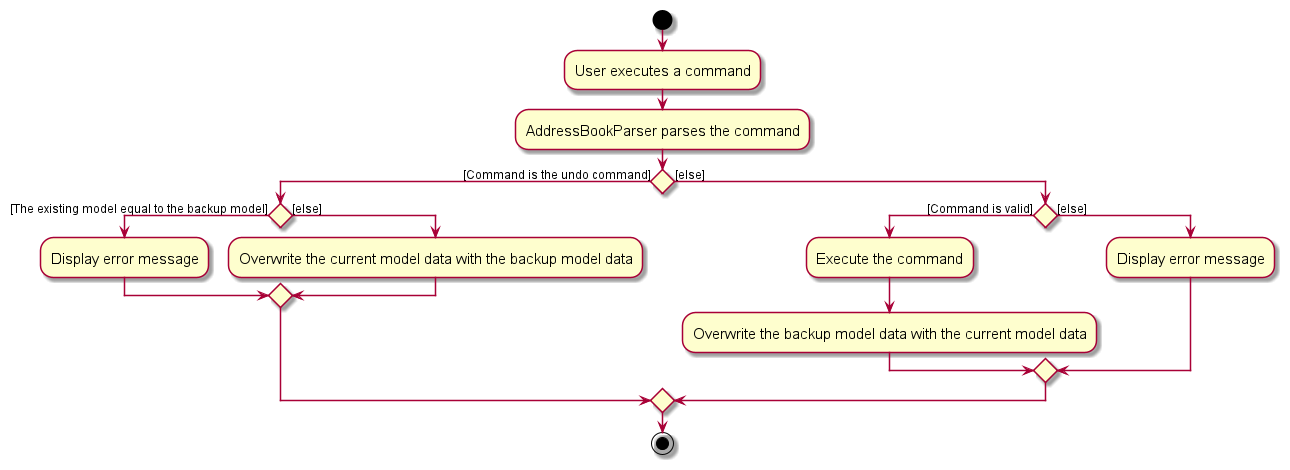 User executes a command
AddressBookParser parses the command
[Command is the undo command]
[else]
[The existing model equal to the backup model]
[else]
[Command is valid]
[else]
Display error message
Overwrite the current model data with the backup model data
Execute the command
Display error message
Overwrite the backup model data with the current model data